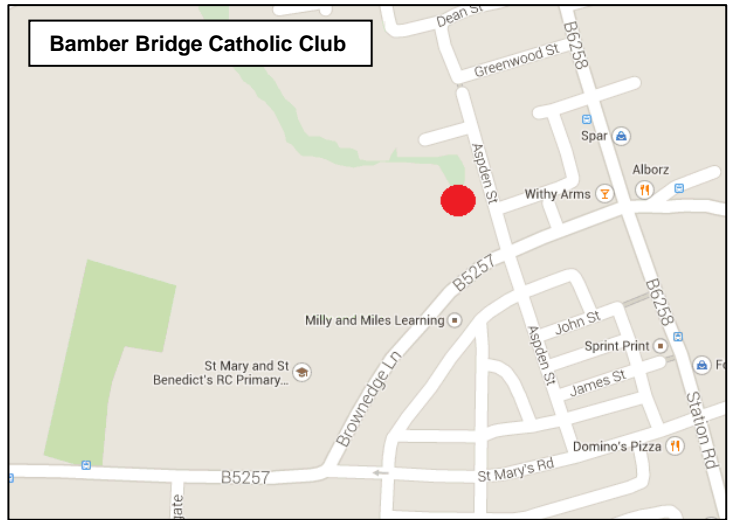 Bamber Bridge Catholic Club
Dean St
B6258
Greenwood St
Spar
Aspden St
Alborz
Withy Arms
B5257
B6258
Milly and Miles Learning
John St
Aspden St
Sprint Print
St Mary and St
Benedict's RC Primary...
Brownedge Ln
James St
Station Rd
Domino's Pizza
St Mary's Rd
B5257